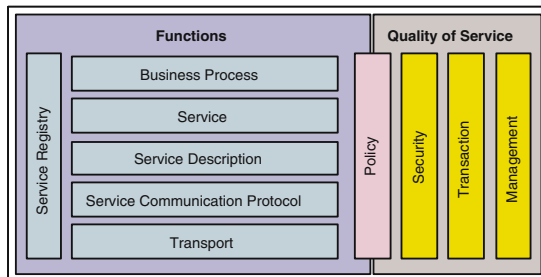 Functions
Quality of Service
Service Registry
Business Process
Service
Service Description
Service Communication Protocol
Transport
Policy
Security
Transaction
Management